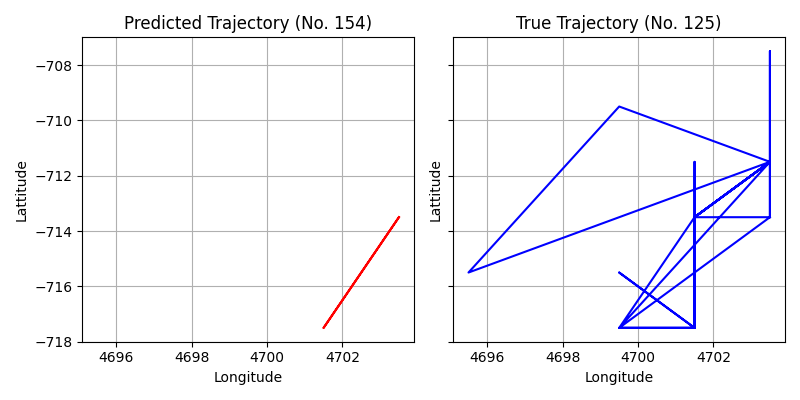 Predicted Trajectory (No. 154)
−708
−710
−712
−714
−716
−718
Lattitude
4696 4698 4700 4702
Longitude
True Trajectory (No. 125)
Lattitude
4696 4698 4700 4702
Longitude